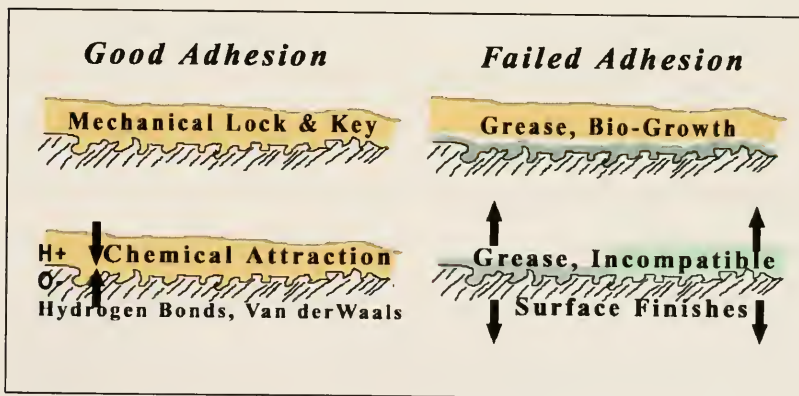 Good Adhesion
Mechanical Lock & Key
H+
Chemical Attraction
O-
Hydrogen Bonds, Van derWaals
Failed Adhesion
Grease, Bio-Growth
Grease, Incompatible
Surface Finishes